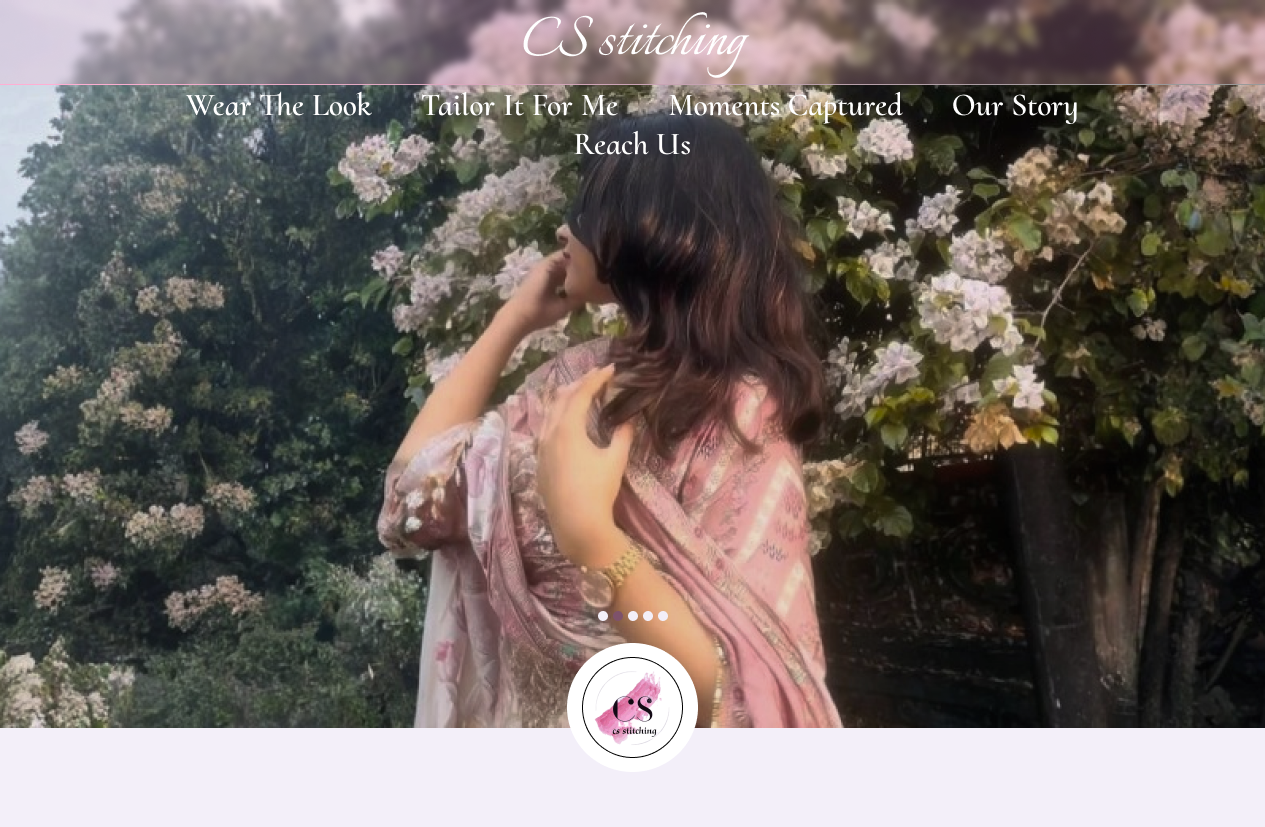 CS stitching
Wear The Look Tailor It For Me Moments Captured Our Story
Reach Us
CS
cs stitching